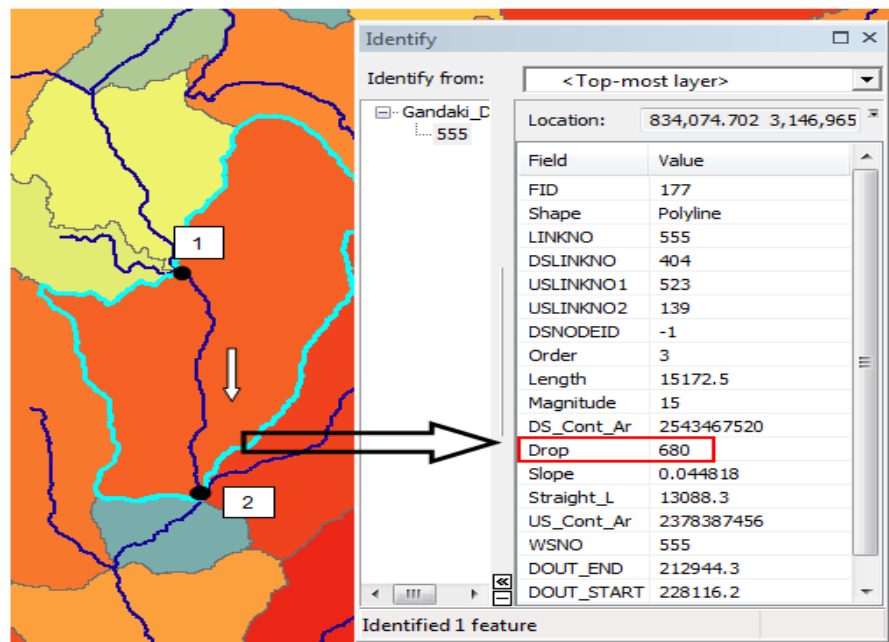 Identify
Identify from: <Top-most layer>
Gandaki_D
555
Location: 834,074.702 3,146,965
Field Value
FID 177
Shape Polyline
LINKNO 555
DSLINKNO 404
USLINKNO1 523
USLINKNO2 139
DSNODEID -1
Order 3
Length 15172.5
Magnitude 15
DS_Cont_Ar 2543467520
Drop 680
Slope 0.044818
Straight_L 13088.3
US_Cont_Ar 2378387456
WSNO 555
DOUT_END 212944.3
DOUT_START 228116.2
Identified 1 feature
1
2